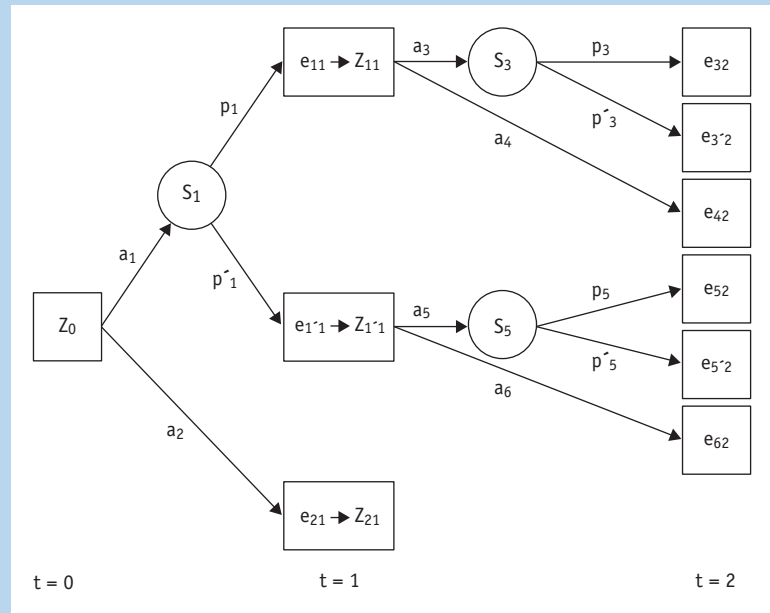 e₁₁ → Z₁₁
a₃
S₃
p₃
e₃₂
p₁
p´₃
e₃´₂
a₄
S₁
e₄₂
a₁
p´₁
e₁´₁ → Z₁´₁
a₅
S₅
p₅
e₅₂
Z₀
p´₅
e₅´₂
a₆
e₆₂
a₂
e₂₁ → Z₂₁
t = 0
t = 1
t = 2